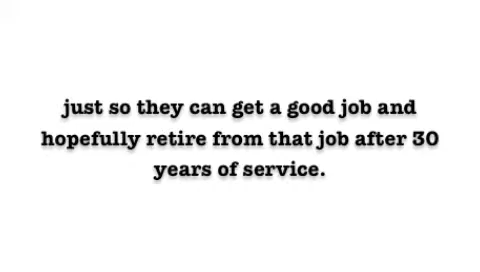 just so they can get a good job and
hopefully retire from that job after 30
years of service.